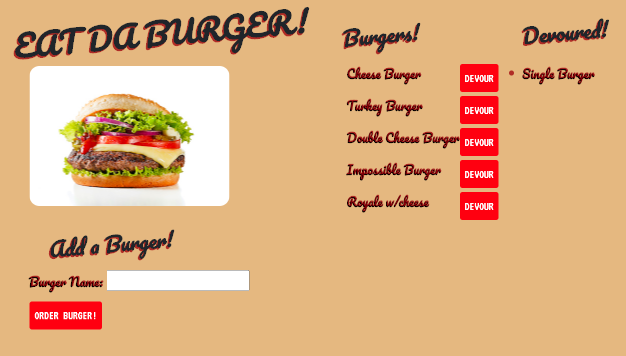 EAT DA BURGER!
Add a Burger!
Burger Name:
ORDER BURGER!
Burgers!
Cheese Burger DEVOUR
Turkey Burger DEVOUR
Double Cheese Burger DEVOUR
Impossible Burger DEVOUR
Royale w/cheese DEVOUR
Devoured!
Single Burger